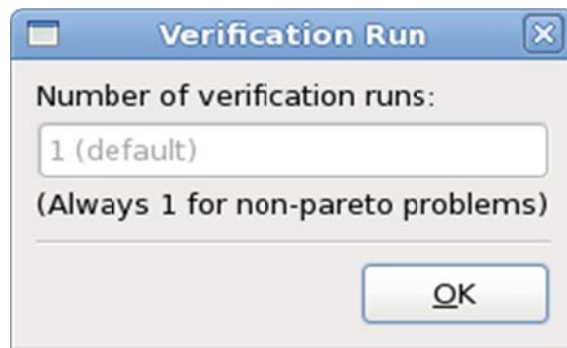 Verification Run
Number of verification runs:
1 (default)
(Always 1 for non-pareto problems)
OK